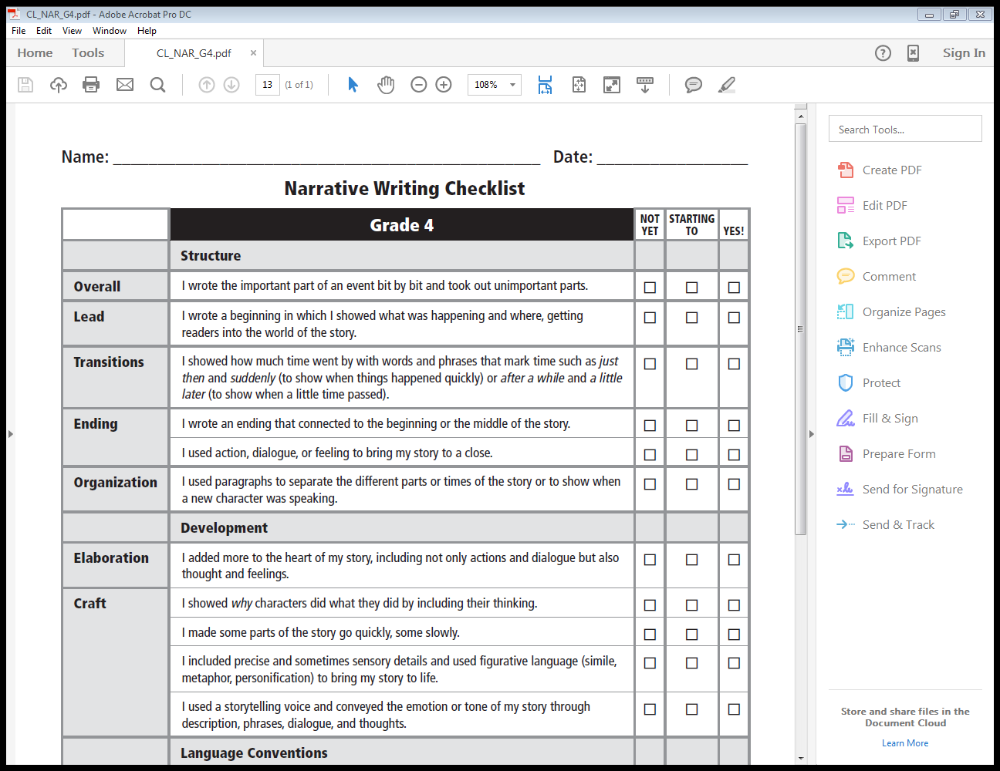 CL_NAR_G4.pdf - Adobe Acrobat Pro DC
File Edit View Window Help
Home Tools CL_NAR_G4.pdf × Sign In
13 (1 of 1) 108%
Name: ______________________________________________ Date: ________________
Narrative Writing Checklist
Grade 4 NOT YET STARTING TO YES!
Structure
Overall I wrote the important part of an event bit by bit and took out unimportant parts.
Lead I wrote a beginning in which I showed what was happening and where, getting
readers into the world of the story.
Transitions I showed how much time went by with words and phrases that mark time such as just
then and suddenly (to show when things happened quickly) or after a while and a little
later (to show when a little time passed).
Ending I wrote an ending that connected to the beginning or the middle of the story.
I used action, dialogue, or feeling to bring my story to a close.
Organization I used paragraphs to separate the different parts or times of the story or to show when
a new character was speaking.
Development
Elaboration I added more to the heart of my story, including not only actions and dialogue but also
thought and feelings.
Craft I showed why characters did what they did by including their thinking.
I made some parts of the story go quickly, some slowly.
I included precise and sometimes sensory details and used figurative language (simile,
metaphor, personification) to bring my story to life.
I used a storytelling voice and conveyed the emotion or tone of my story through
description, phrases, dialogue, and thoughts.
Language Conventions
Search Tools...
Create PDF
Edit PDF
Export PDF
Comment
Organize Pages
Enhance Scans
Protect
Fill & Sign
Prepare Form
Send for Signature
Send & Track
Store and share files in the
Document Cloud
Learn More